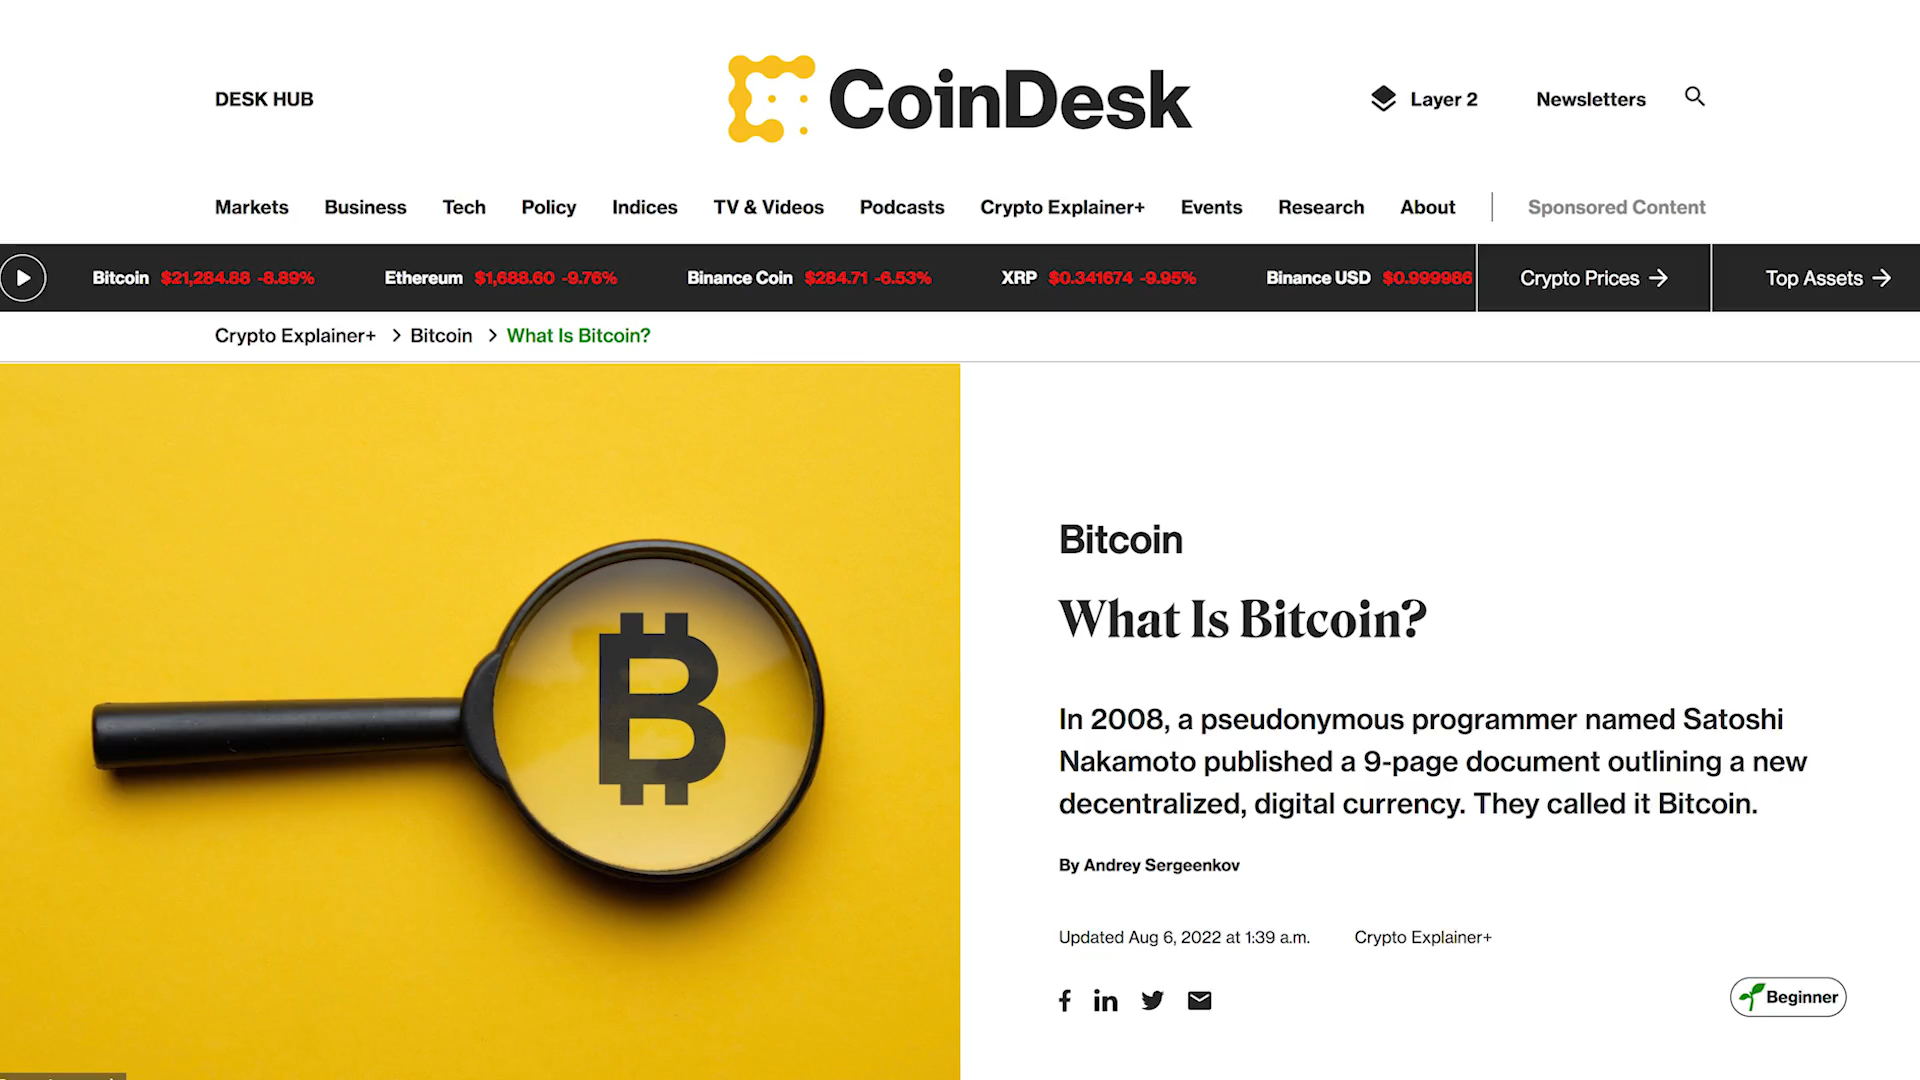 DESK HUB
CoinDesk
Layer 2
Newsletters
Markets Business Tech Policy Indices TV & Videos Podcasts Crypto Explainer+ Events Research About Sponsored Content
Bitcoin $21,284.88 -8.89% Ethereum $1,688.60 -9.76% Binance Coin $284.71 -6.53% XRP $0.341674 -9.95% Binance USD $0.999986 Crypto Prices → Top Assets →
Crypto Explainer+ > Bitcoin > What Is Bitcoin?
Bitcoin
What Is Bitcoin?
In 2008, a pseudonymous programmer named Satoshi
Nakamoto published a 9-page document outlining a new
decentralized, digital currency. They called it Bitcoin.
By Andrey Sergeenkov
Updated Aug 6, 2022 at 1:39 a.m. Crypto Explainer+
Beginner